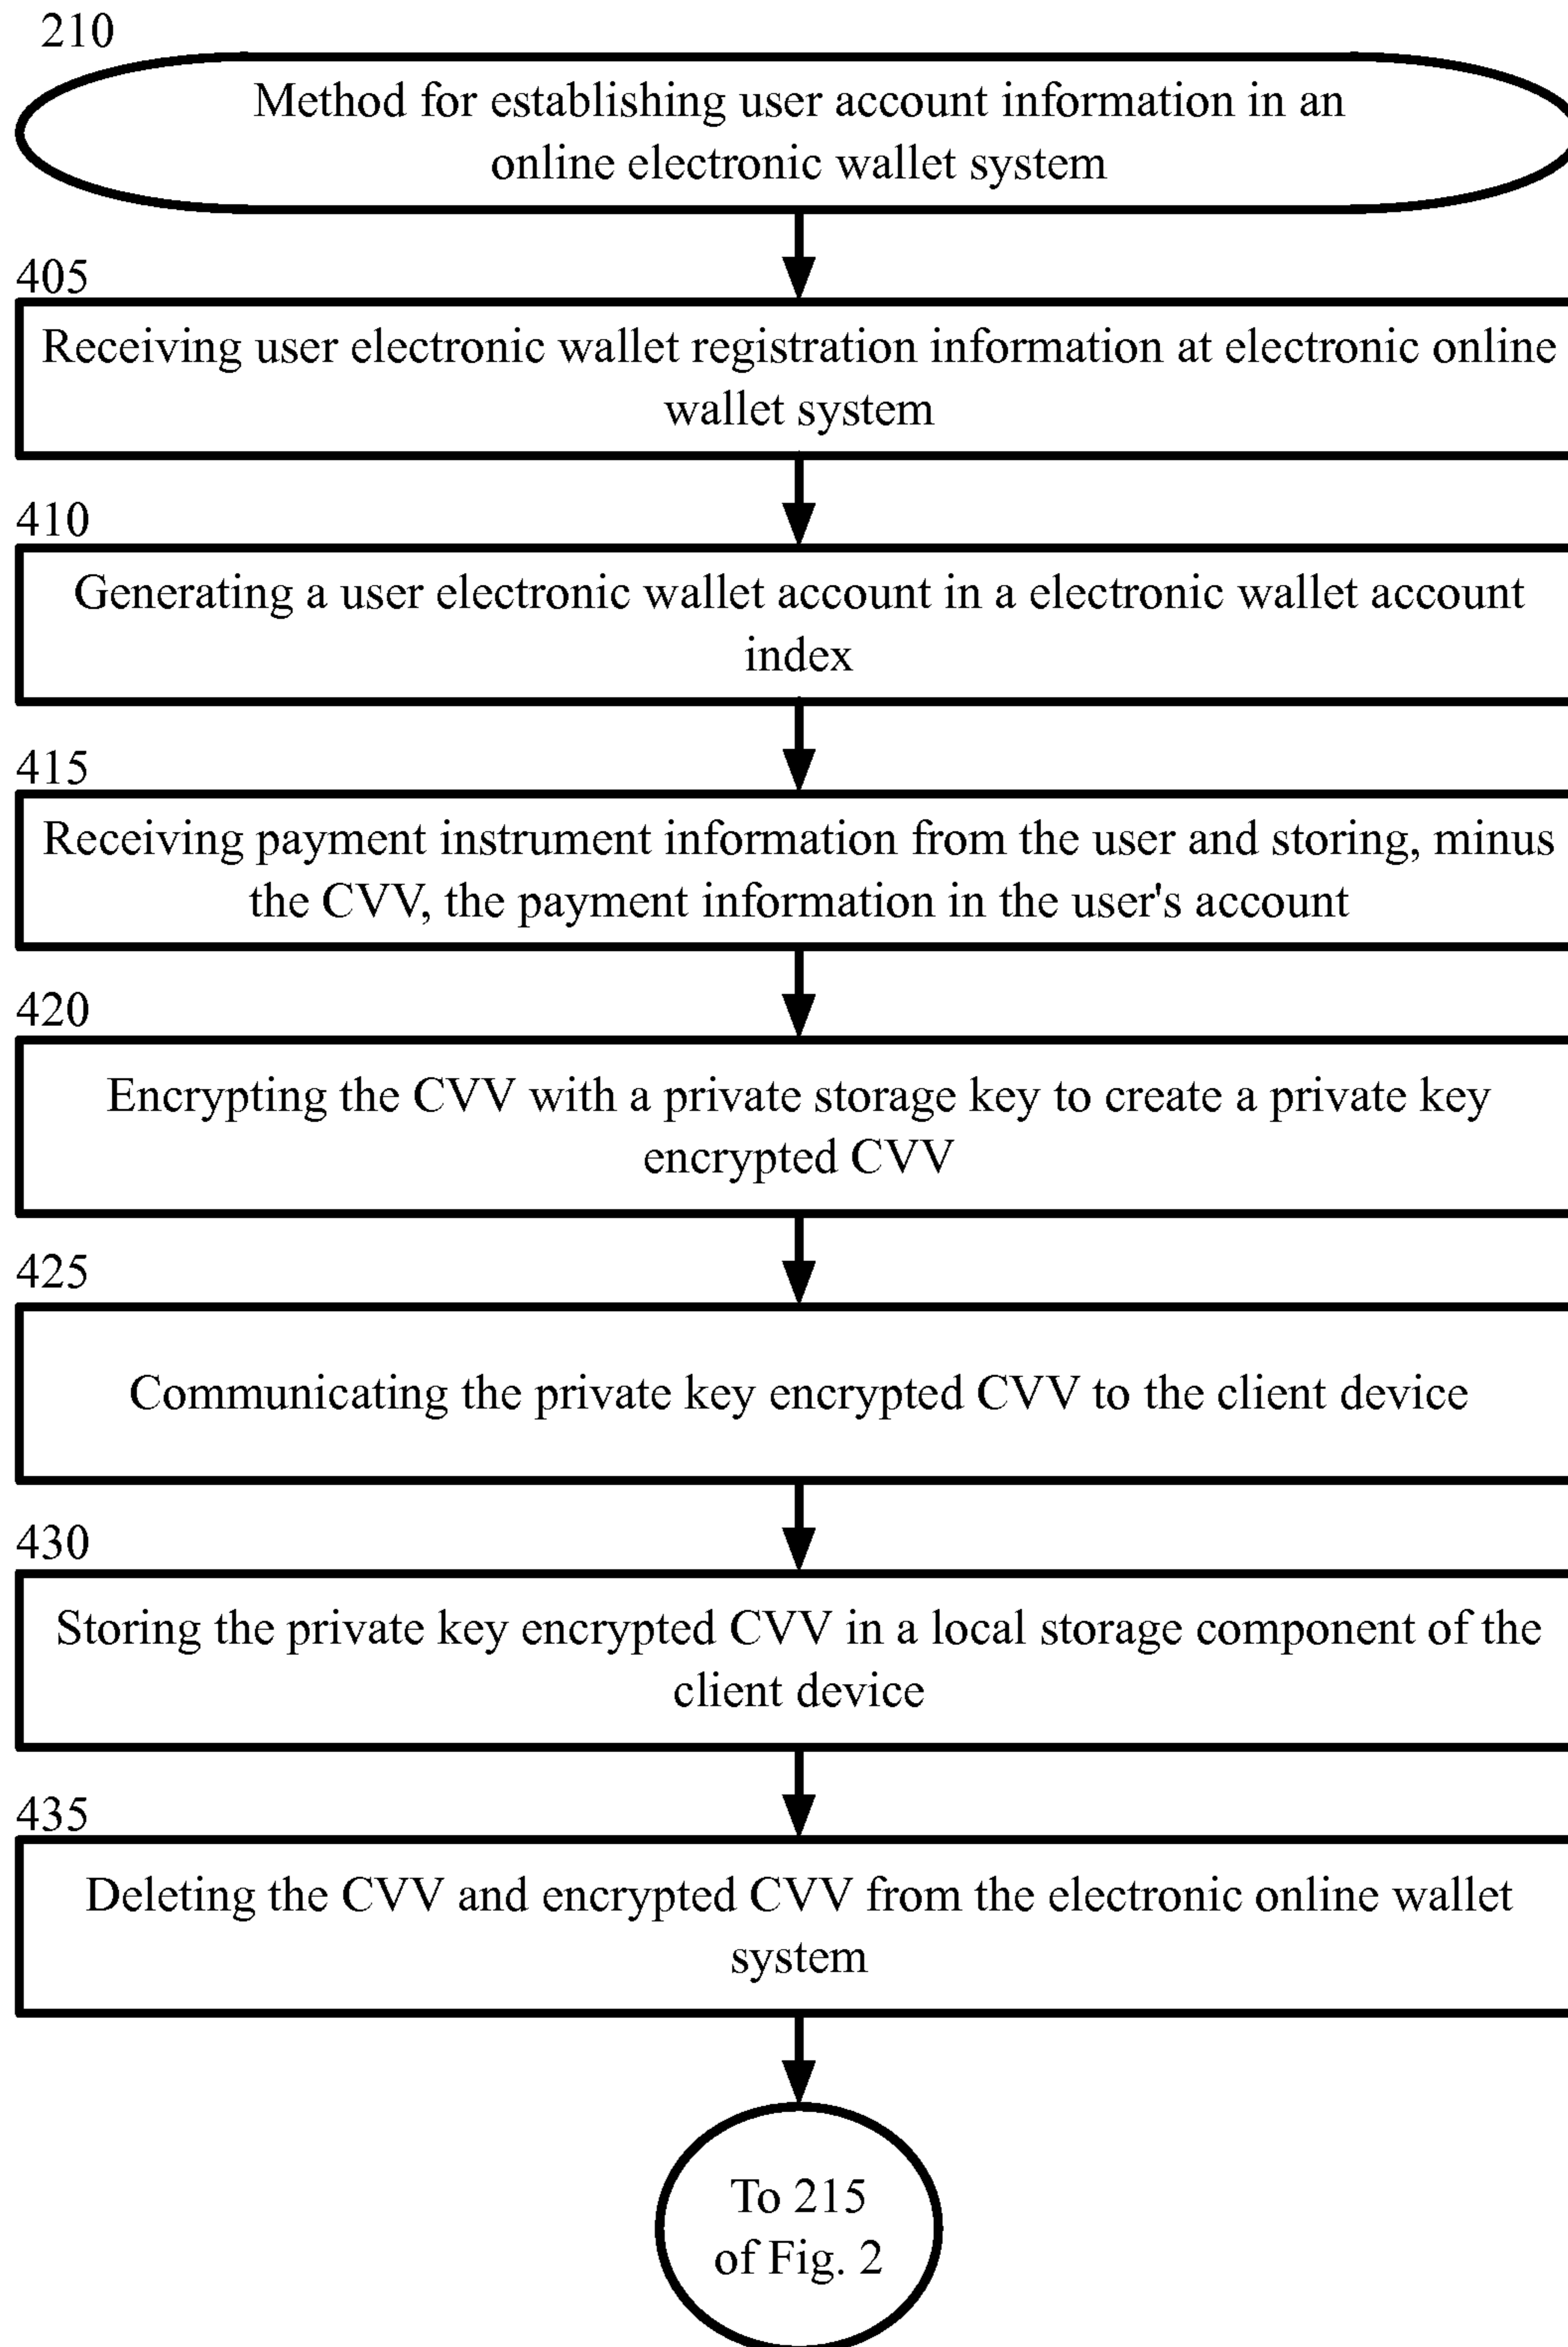 210
Method for establishing user account information in an
online electronic wallet system
405
Receiving user electronic wallet registration information at electronic online
wallet system
410
Generating a user electronic wallet account in a electronic wallet account
index
415
Receiving payment instrument information from the user and storing, minus
the CVV, the payment information in the user's account
420
Encrypting the CVV with a private storage key to create a private key
encrypted CVV
425
Communicating the private key encrypted CVV to the client device
430
Storing the private key encrypted CVV in a local storage component of the
client device
435
Deleting the CVV and encrypted CVV from the electronic online wallet
system
To 215
of Fig. 2